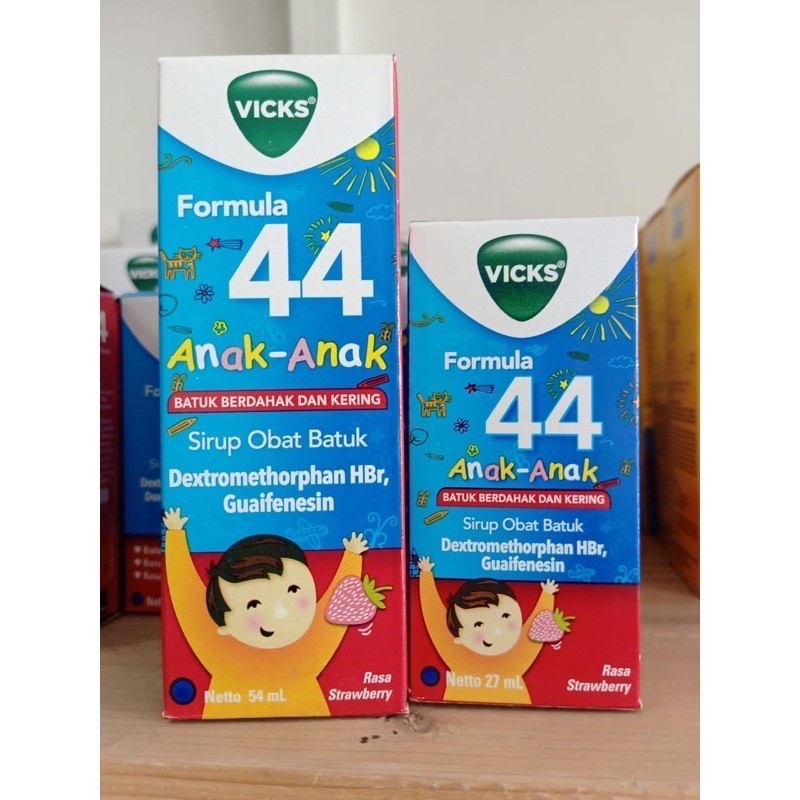 VICKS®
Formula
44
Anak-Anak
BATUK BERDAHAK DAN KERING
Sirup Obat Batuk
Dextromethorphan HBr,
Guaifenesin
Netto 54 mL
Rasa
Strawberry
VICKS®
Formula
44
Anak-Anak
BATUK BERDAHAK DAN KERING
Sirup Obat Batuk
Dextromethorphan HBr,
Guaifenesin
Netto 27 mL
Rasa
Strawberry